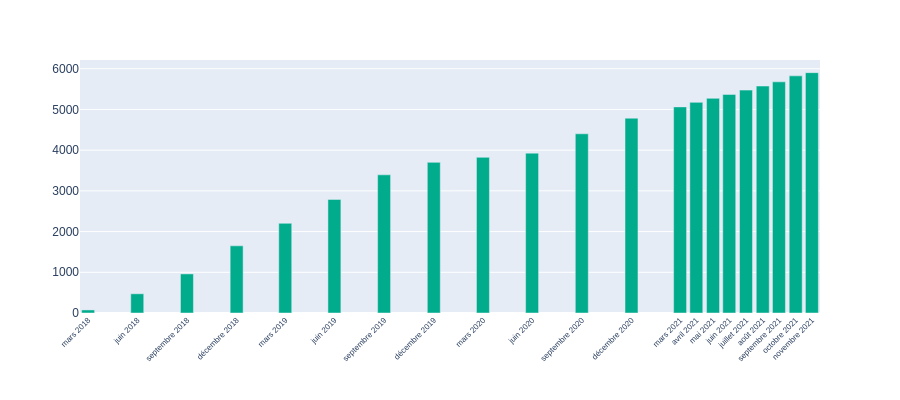 6000
5000
4000
3000
2000
1000
0
mars 2018
juin 2018
septembre 2018
décembre 2018
mars 2019
juin 2019
septembre 2019
décembre 2019
mars 2020
juin 2020
septembre 2020
décembre 2020
mars 2021
avril 2021
mai 2021
juin 2021
juillet 2021
août 2021
septembre 2021
octobre 2021
novembre 2021